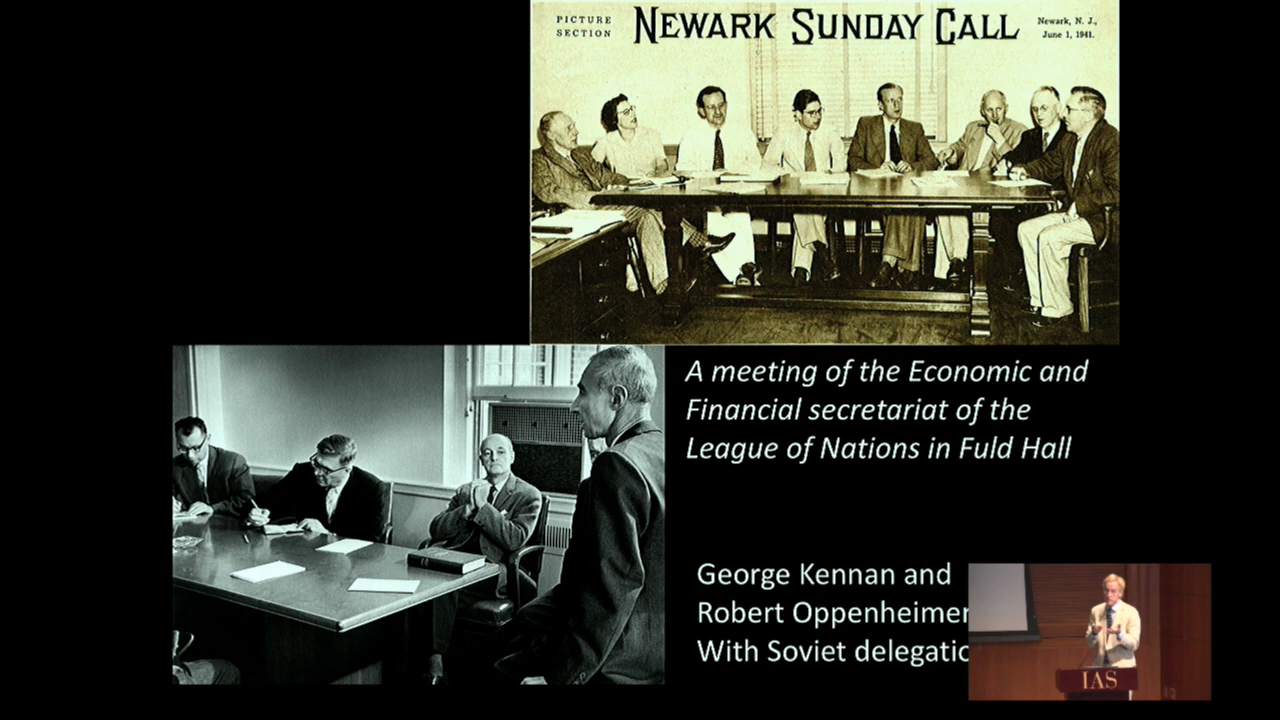 PICTURE
SECTION
NEWARK SUNDAY CALL
Newark, N. J.,
June 1, 1941.
A meeting of the Economic and
Financial secretariat of the
League of Nations in Fuld Hall
George Kennan and
Robert Oppenheimer
With Soviet delegatio
IAS